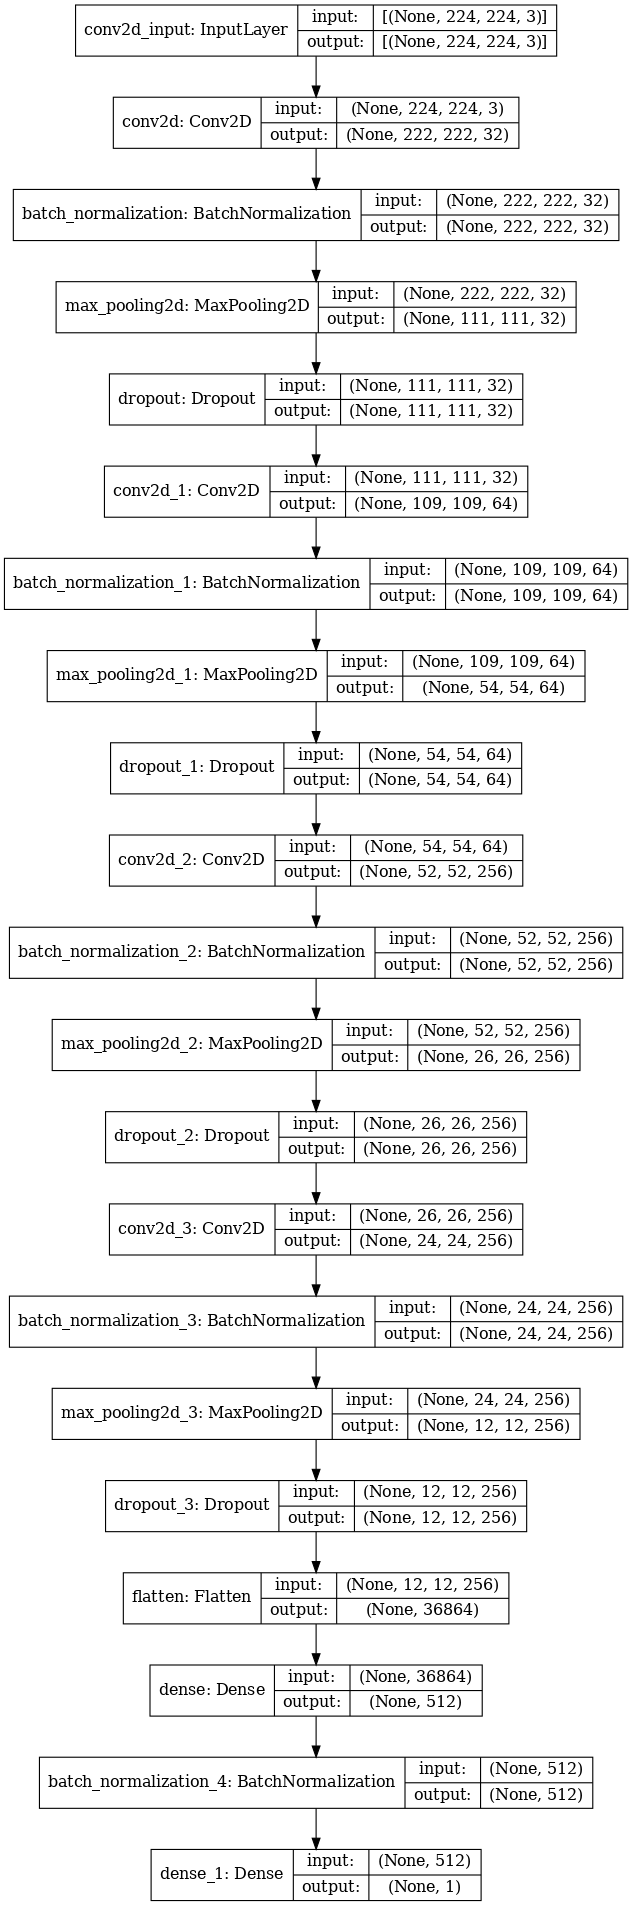 conv2d_input: InputLayer
input: [(None, 224, 224, 3)]
output: [(None, 224, 224, 3)]
conv2d: Conv2D
input: (None, 224, 224, 3)
output: (None, 222, 222, 32)
batch_normalization: BatchNormalization
input: (None, 222, 222, 32)
output: (None, 222, 222, 32)
max_pooling2d: MaxPooling2D
input: (None, 222, 222, 32)
output: (None, 111, 111, 32)
dropout: Dropout
input: (None, 111, 111, 32)
output: (None, 111, 111, 32)
conv2d_1: Conv2D
input: (None, 111, 111, 32)
output: (None, 109, 109, 64)
batch_normalization_1: BatchNormalization
input: (None, 109, 109, 64)
output: (None, 109, 109, 64)
max_pooling2d_1: MaxPooling2D
input: (None, 109, 109, 64)
output: (None, 54, 54, 64)
dropout_1: Dropout
input: (None, 54, 54, 64)
output: (None, 54, 54, 64)
conv2d_2: Conv2D
input: (None, 54, 54, 64)
output: (None, 52, 52, 256)
batch_normalization_2: BatchNormalization
input: (None, 52, 52, 256)
output: (None, 52, 52, 256)
max_pooling2d_2: MaxPooling2D
input: (None, 52, 52, 256)
output: (None, 26, 26, 256)
dropout_2: Dropout
input: (None, 26, 26, 256)
output: (None, 26, 26, 256)
conv2d_3: Conv2D
input: (None, 26, 26, 256)
output: (None, 24, 24, 256)
batch_normalization_3: BatchNormalization
input: (None, 24, 24, 256)
output: (None, 24, 24, 256)
max_pooling2d_3: MaxPooling2D
input: (None, 24, 24, 256)
output: (None, 12, 12, 256)
dropout_3: Dropout
input: (None, 12, 12, 256)
output: (None, 12, 12, 256)
flatten: Flatten
input: (None, 12, 12, 256)
output: (None, 36864)
dense: Dense
input: (None, 36864)
output: (None, 512)
batch_normalization_4: BatchNormalization
input: (None, 512)
output: (None, 512)
dense_1: Dense
input: (None, 512)
output: (None, 1)